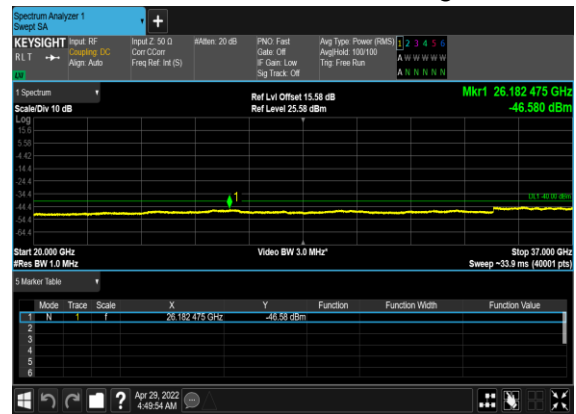 Spectrum Analyzer 1
Swept SA
+
KEYSIGHT Input: RF Input Z: 50 Ω #Atten: 20 dB PNO: Fast Avg Type: Power (RMS) 1 2 3 4 5 6
RLT Coupling: DC Corr CCorr Gate: Off Avg|Hold: 100/100 A W W W W W
Align: Auto Freq Ref: Int (S) IF Gain: Low Trig: Free Run
Sig Track: Off A N N N N N
1 Spectrum Ref Lvl Offset 15.58 dB Mkr1 26.182 475 GHz
Scale/Div 10 dB Ref Level 25.58 dBm -46.580 dBm
Log
15.6
5.58
-4.42
-14.4
-24.4
-34.4
1
DL1 -40.00 dBm
-44.4
-54.4
-64.4
Start 20.000 GHz Video BW 3.0 MHz* Stop 37.000 GHz
#Res BW 1.0 MHz Sweep ~33.9 ms (40001 pts)
5 Marker Table
Mode Trace Scale X Y Function Function Width Function Value
1 N 1 f 26.182 475 GHz -46.58 dBm
2
3
4
5
6
? Apr 29, 2022
4:49:54 AM